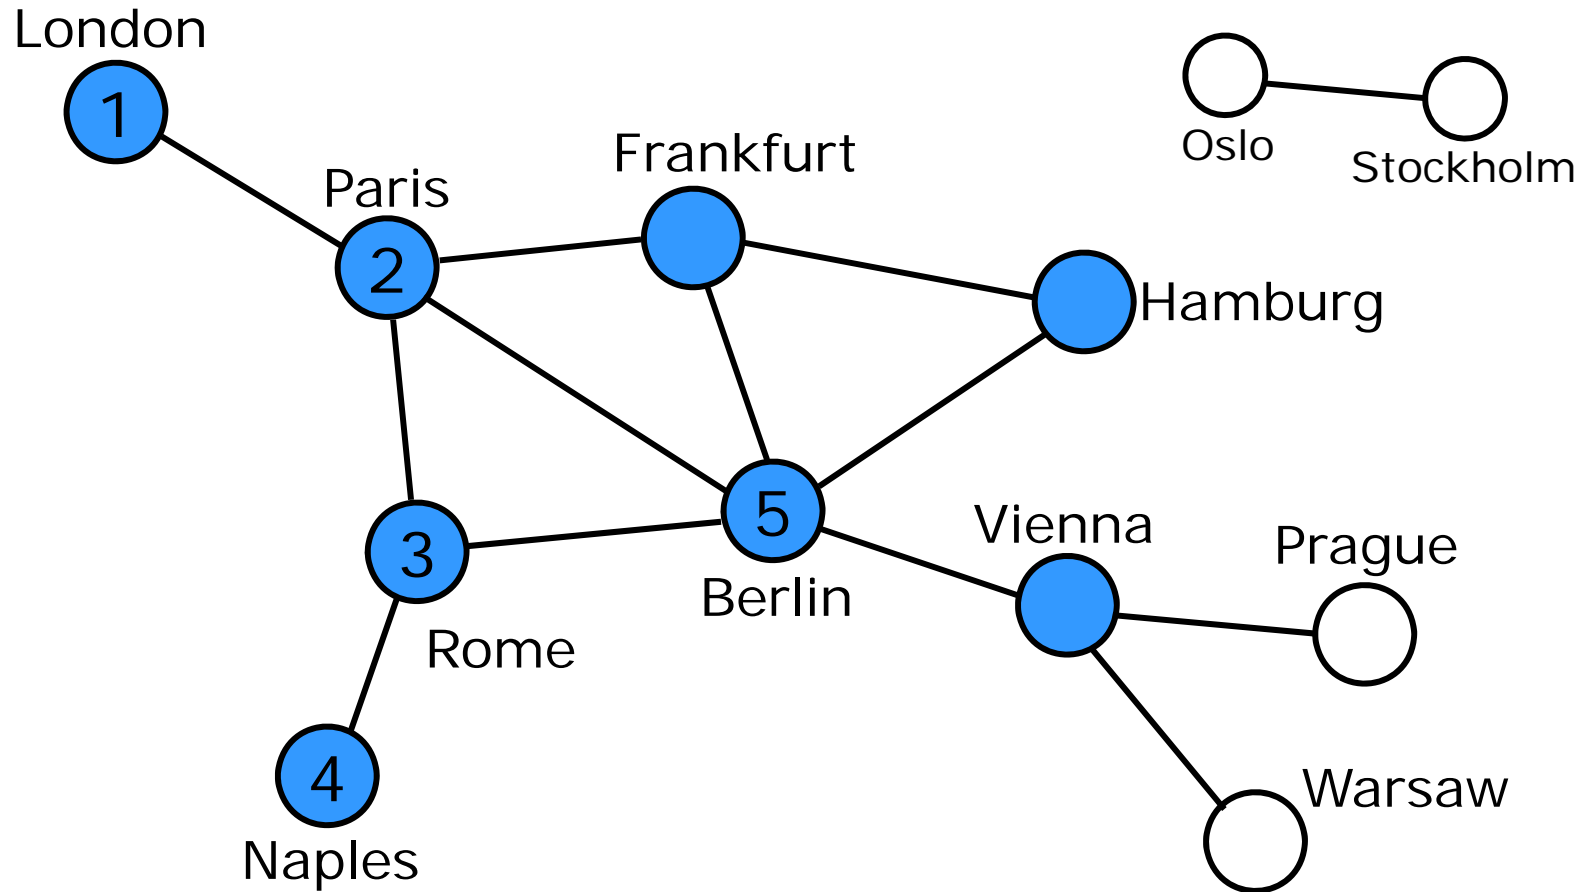 London
1
Oslo
Stockholm
Frankfurt
Paris
2
Hamburg
5
Berlin
3
Rome
Vienna
Prague
4
Naples
Warsaw